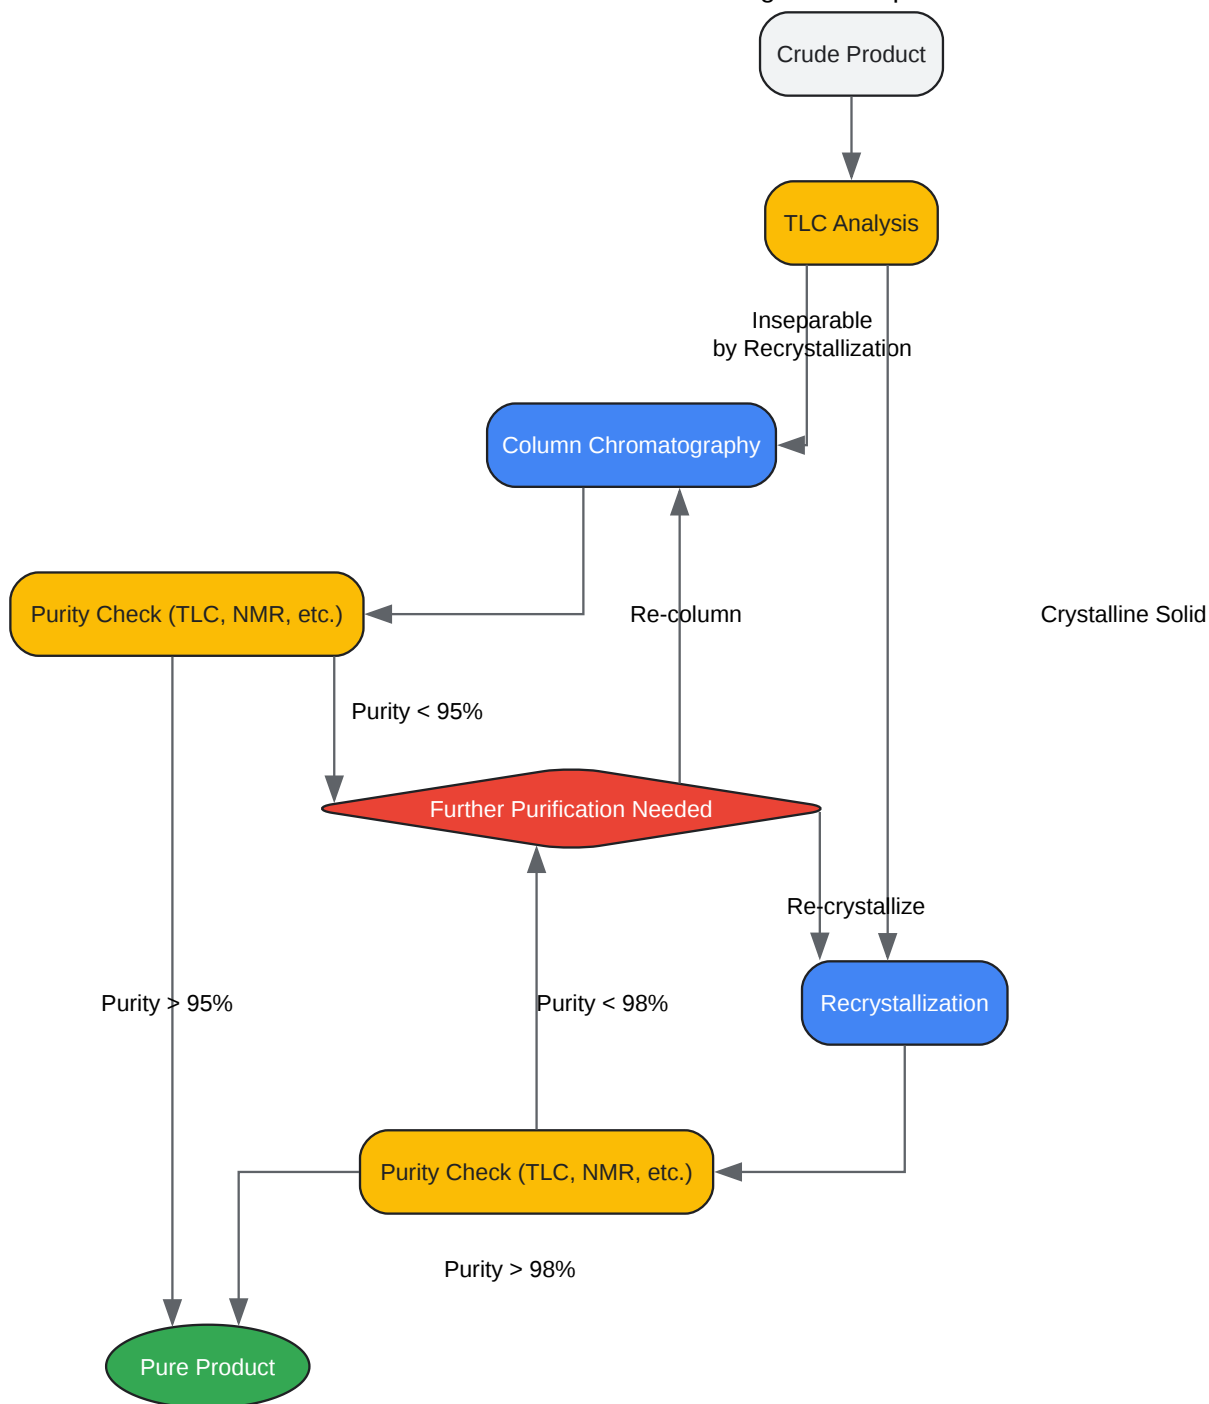 Crude Product
TLC Analysis
Inseparable
by Recrystallization
Column Chromatography
Purity Check (TLC, NMR, etc.)
Re-column
Crystalline Solid
Purity < 95%
Further Purification Needed
Re-crystallize
Purity > 95%
Purity < 98%
Recrystallization
Purity Check (TLC, NMR, etc.)
Purity > 98%
Pure Product